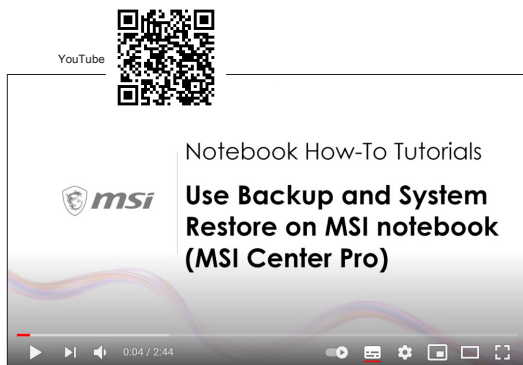 YouTube
Notebook How-To Tutorials
msi
Use Backup and System
Restore on MSI notebook
(MSI Center Pro)
0:04 / 2:44